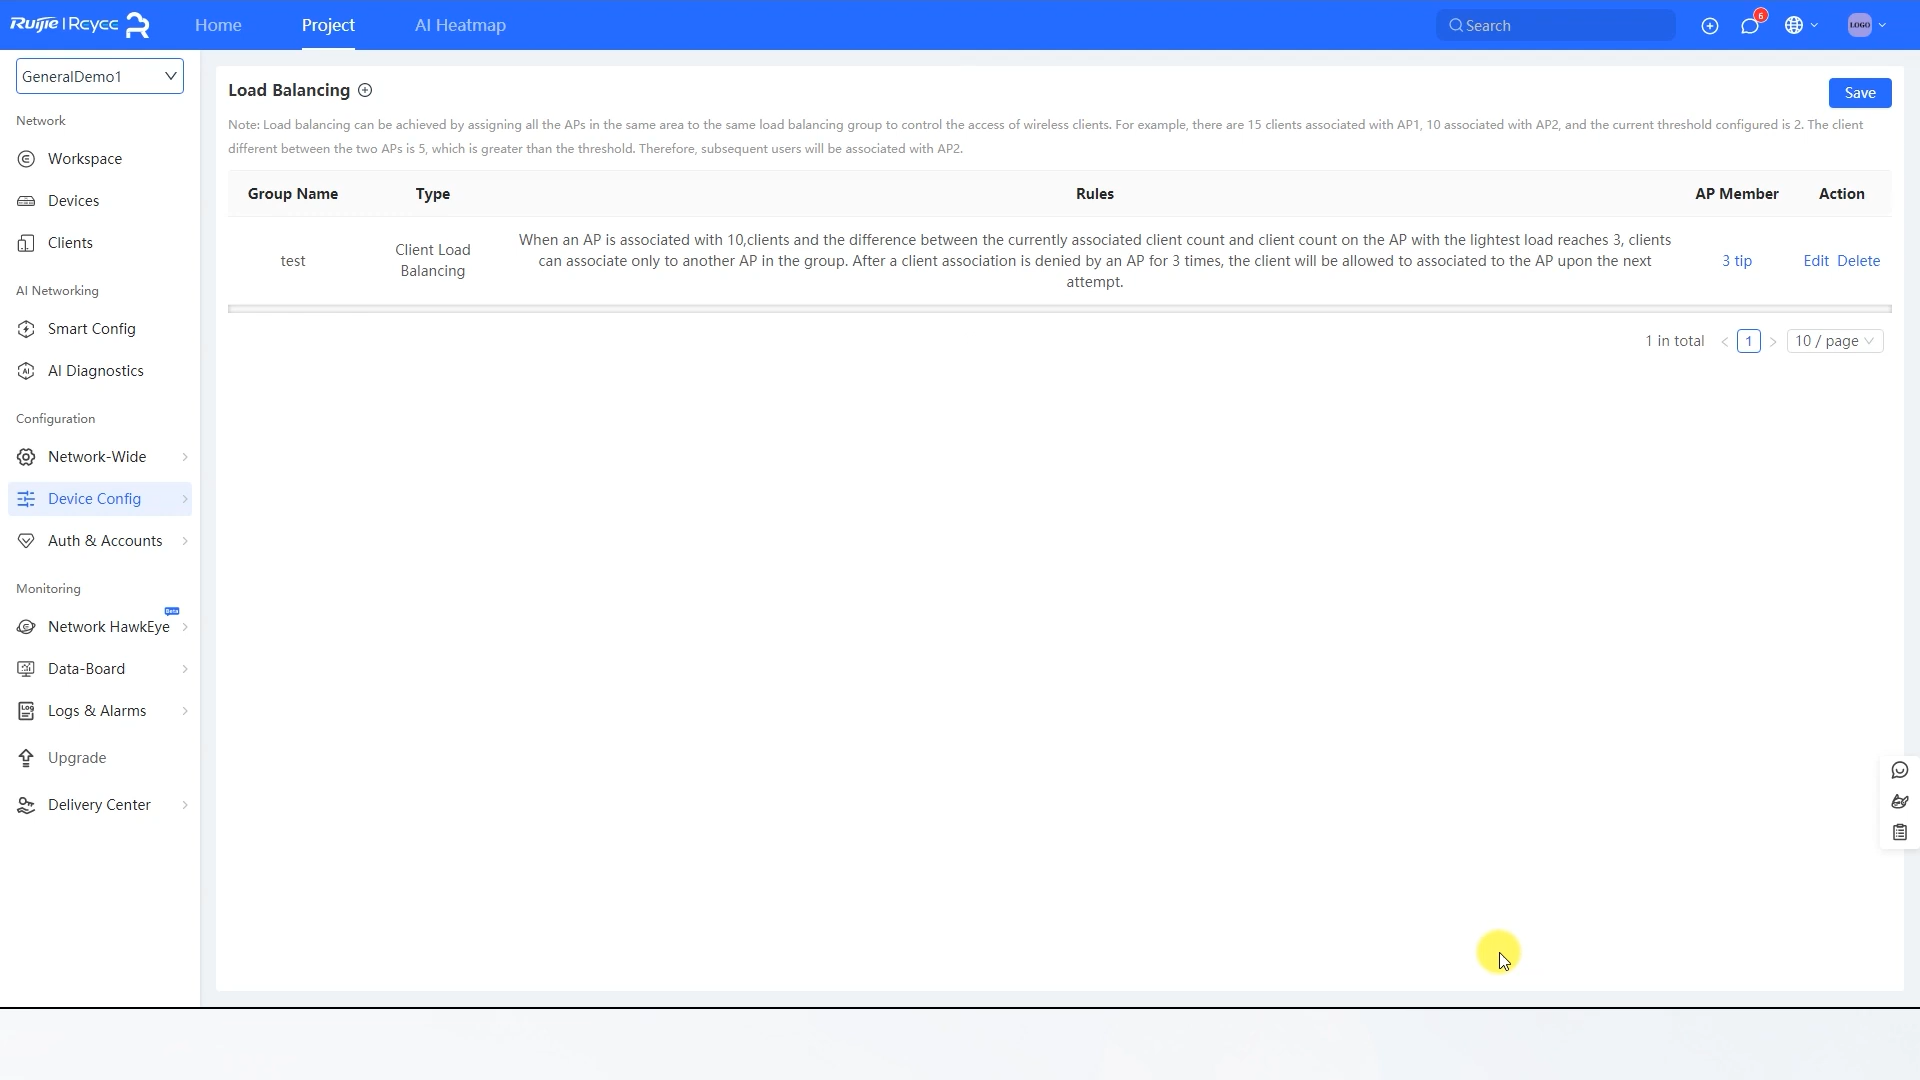 Ruijie | Rcycc
Home
Project
AI Heatmap
Search
6
LOGO
GeneralDemo1
Network
Workspace
Devices
Clients
AI Networking
Smart Config
AI Diagnostics
Configuration
Network-Wide
Device Config
Auth & Accounts
Monitoring
Beta
Network HawkEye
Data-Board
Logs & Alarms
Upgrade
Delivery Center
Load Balancing
Save
Note: Load balancing can be achieved by assigning all the APs in the same area to the same load balancing group to control the access of wireless clients. For example, there are 15 clients associated with AP1, 10 associated with AP2, and the current threshold configured is 2. The client
different between the two APs is 5, which is greater than the threshold. Therefore, subsequent users will be associated with AP2.
Group Name Type Rules AP Member Action
test
Client Load
Balancing
When an AP is associated with 10,clients and the difference between the currently associated client count and client count on the AP with the lightest load reaches 3, clients
can associate only to another AP in the group. After a client association is denied by an AP for 3 times, the client will be allowed to associated to the AP upon the next
attempt.
3 tip
Edit Delete
1 in total < 1 > 10 / page